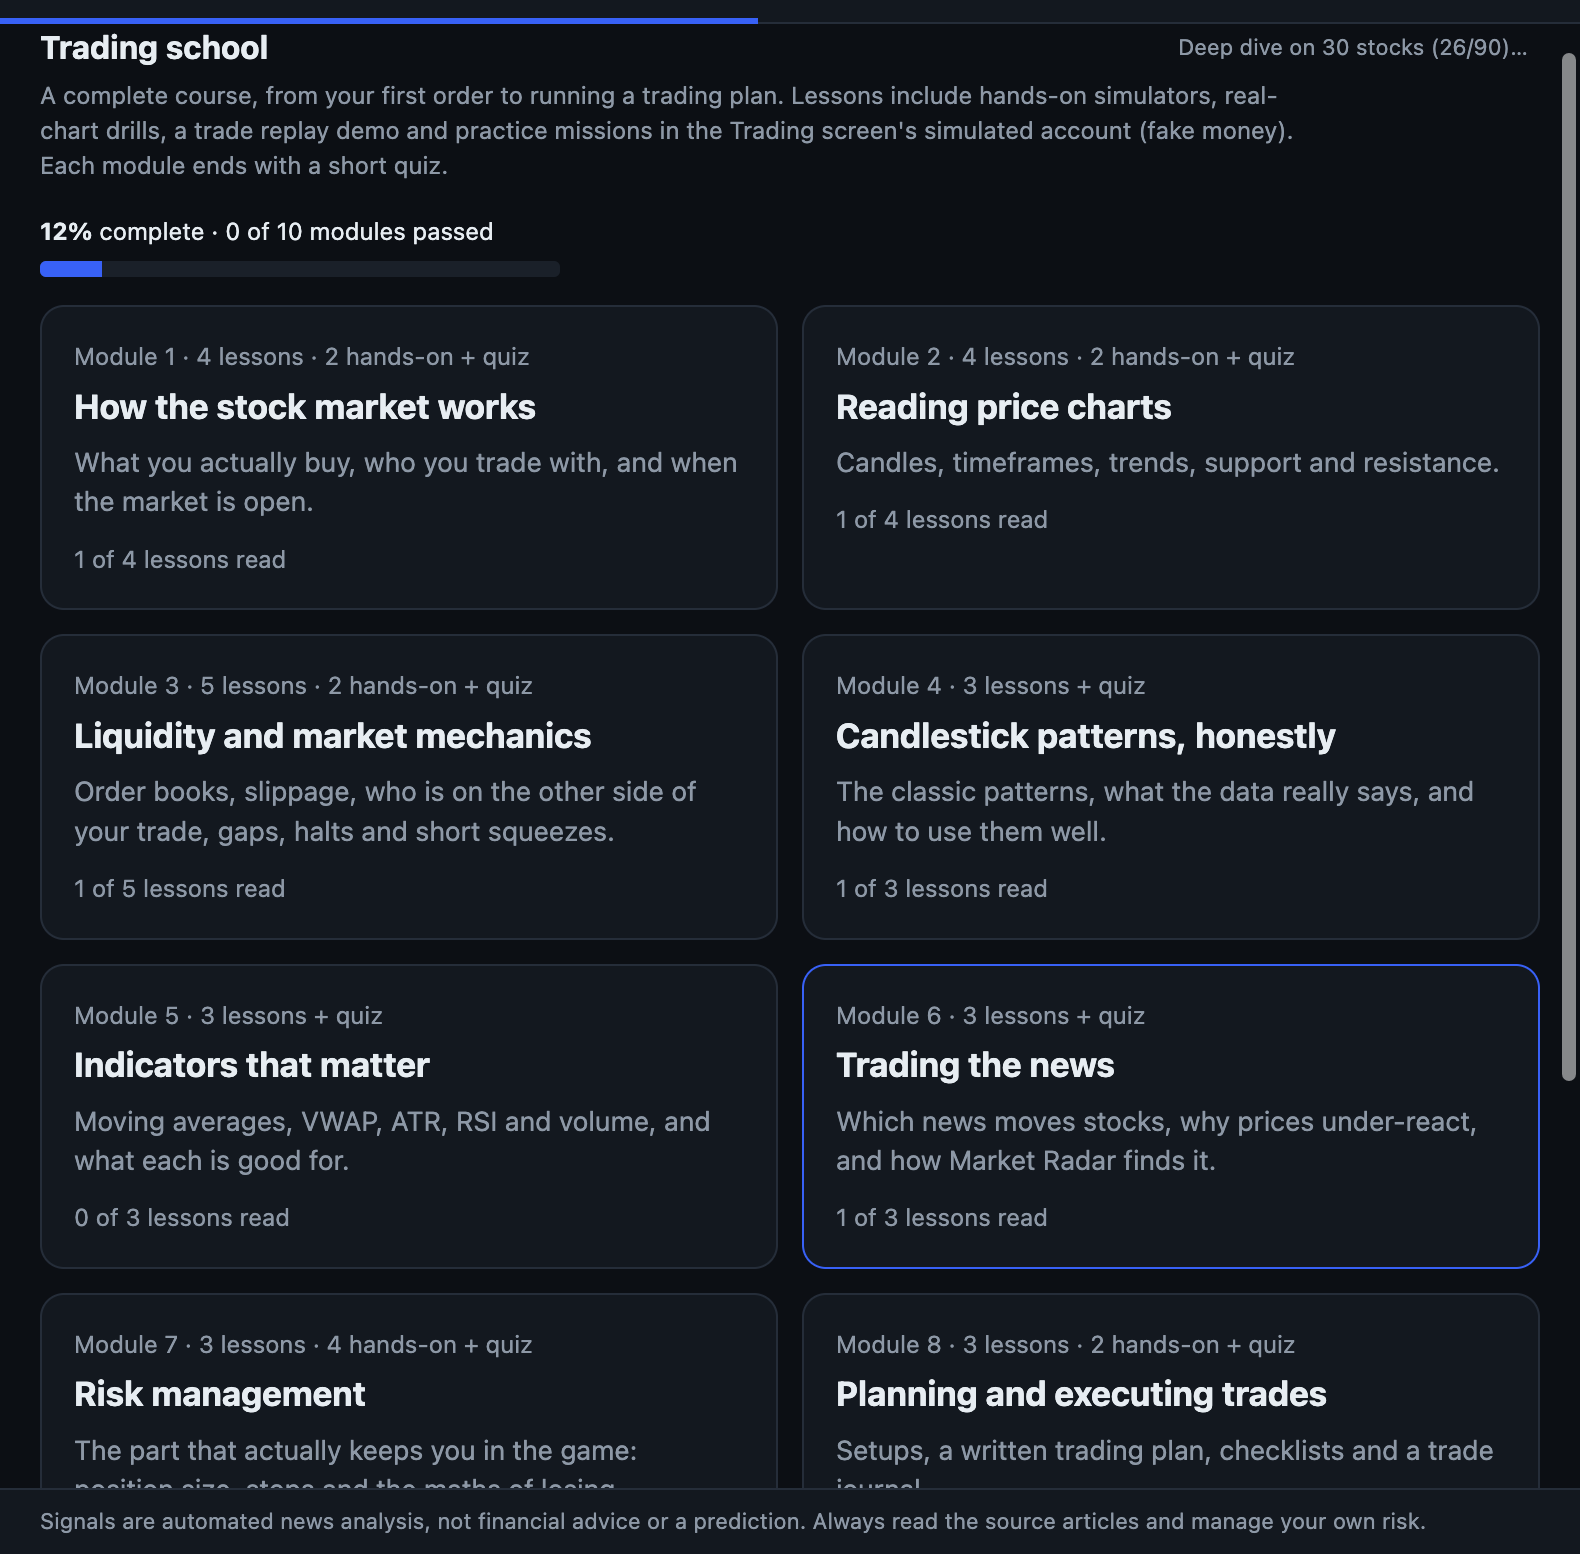 Trading school
Deep dive on 30 stocks (26/90)...
A complete course, from your first order to running a trading plan. Lessons include hands-on simulators, real-
chart drills, a trade replay demo and practice missions in the Trading screen's simulated account (fake money).
Each module ends with a short quiz.
12% complete · 0 of 10 modules passed
Module 1 · 4 lessons · 2 hands-on + quiz
How the stock market works
What you actually buy, who you trade with, and when
the market is open.
1 of 4 lessons read
Module 2 · 4 lessons · 2 hands-on + quiz
Reading price charts
Candles, timeframes, trends, support and resistance.
1 of 4 lessons read
Module 3 · 5 lessons · 2 hands-on + quiz
Liquidity and market mechanics
Order books, slippage, who is on the other side of
your trade, gaps, halts and short squeezes.
1 of 5 lessons read
Module 4 · 3 lessons + quiz
Candlestick patterns, honestly
The classic patterns, what the data really says, and
how to use them well.
1 of 3 lessons read
Module 5 · 3 lessons + quiz
Indicators that matter
Moving averages, VWAP, ATR, RSI and volume, and
what each is good for.
0 of 3 lessons read
Module 6 · 3 lessons + quiz
Trading the news
Which news moves stocks, why prices under-react,
and how Market Radar finds it.
1 of 3 lessons read
Module 7 · 3 lessons · 4 hands-on + quiz
Risk management
The part that actually keeps you in the game:
position size, stops and the maths of losing
Module 8 · 3 lessons · 2 hands-on + quiz
Planning and executing trades
Setups, a written trading plan, checklists and a trade
journal
Signals are automated news analysis, not financial advice or a prediction. Always read the source articles and manage your own risk.